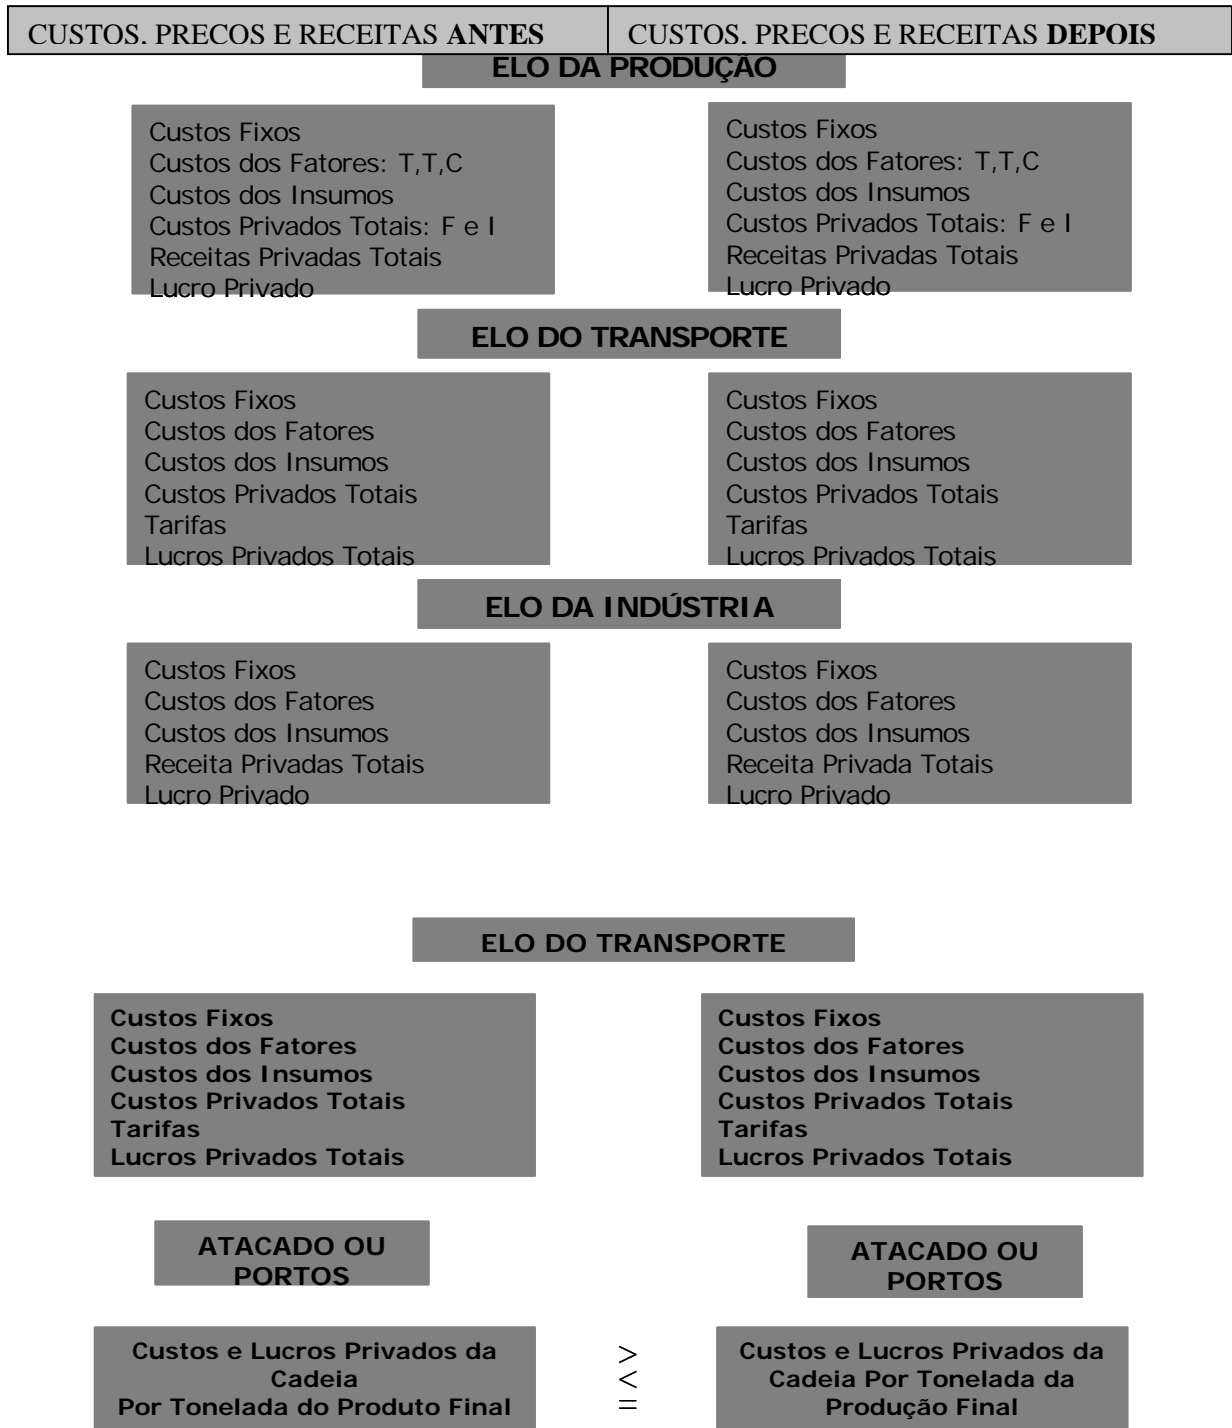 CUSTOS, PRECOS E RECEITAS ANTES
CUSTOS, PRECOS E RECEITAS DEPOIS
ELO DA PRODUÇÃO
Custos Fixos
Custos dos Fatores: T,T,C
Custos dos Insumos
Custos Privados Totais: F e I
Receitas Privadas Totais
Lucro Privado
Custos Fixos
Custos dos Fatores: T,T,C
Custos dos Insumos
Custos Privados Totais: F e I
Receitas Privadas Totais
Lucro Privado
ELO DO TRANSPORTE
Custos Fixos
Custos dos Fatores
Custos dos Insumos
Custos Privados Totais
Tarifas
Lucros Privados Totais
Custos Fixos
Custos dos Fatores
Custos dos Insumos
Custos Privados Totais
Tarifas
Lucros Privados Totais
ELO DA INDÚSTRIA
Custos Fixos
Custos dos Fatores
Custos dos Insumos
Receita Privadas Totais
Lucro Privado
Custos Fixos
Custos dos Fatores
Custos dos Insumos
Receita Privada Totais
Lucro Privado
ELO DO TRANSPORTE
Custos Fixos
Custos dos Fatores
Custos dos Insumos
Custos Privados Totais
Tarifas
Lucros Privados Totais
Custos Fixos
Custos dos Fatores
Custos dos Insumos
Custos Privados Totais
Tarifas
Lucros Privados Totais
ATACADO OU
PORTOS
ATACADO OU
PORTOS
Custos e Lucros Privados da
Cadeia
Por Tonelada do Produto Final
>
<
=
Custos e Lucros Privados da
Cadeia Por Tonelada da
Produção Final